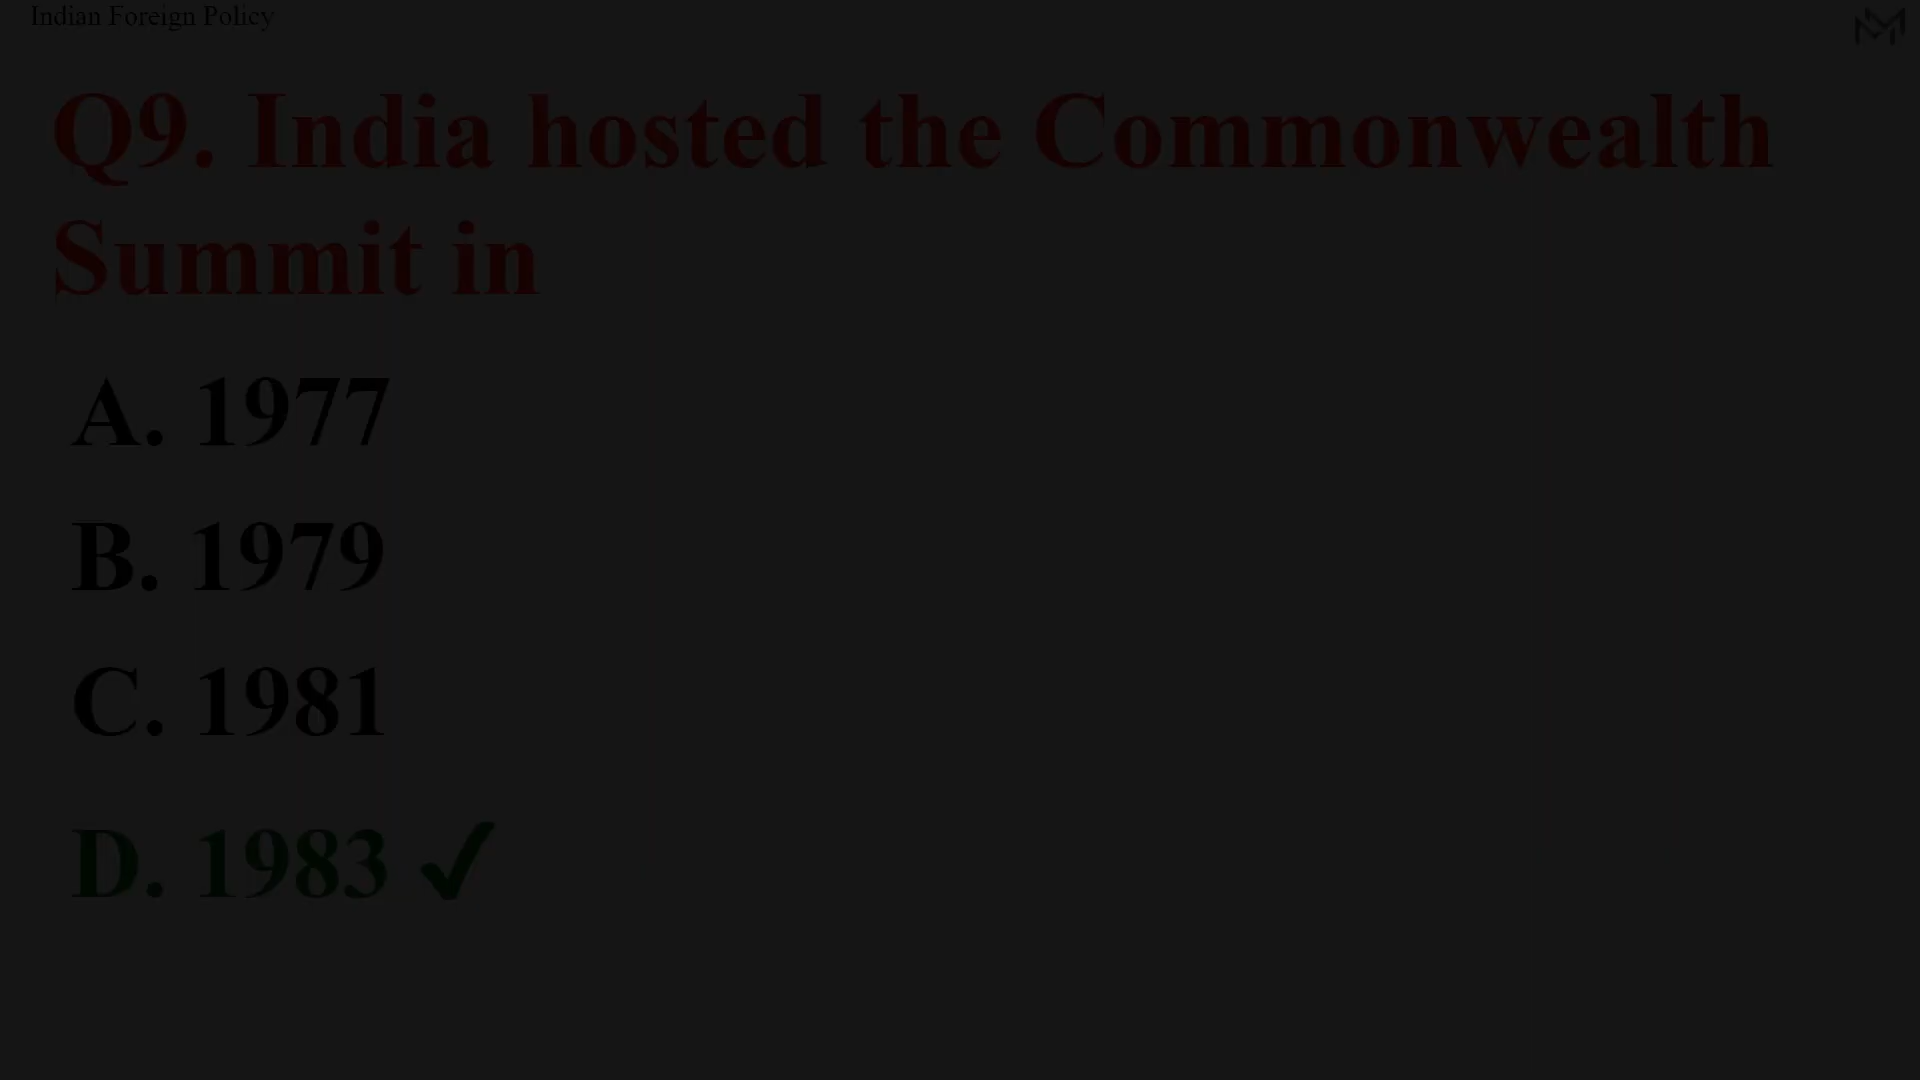 Indian Foreign Policy
Q9. India hosted the Commonwealth
Summit in
A. 1977
B. 1979
C. 1981
D. 1983 ✓